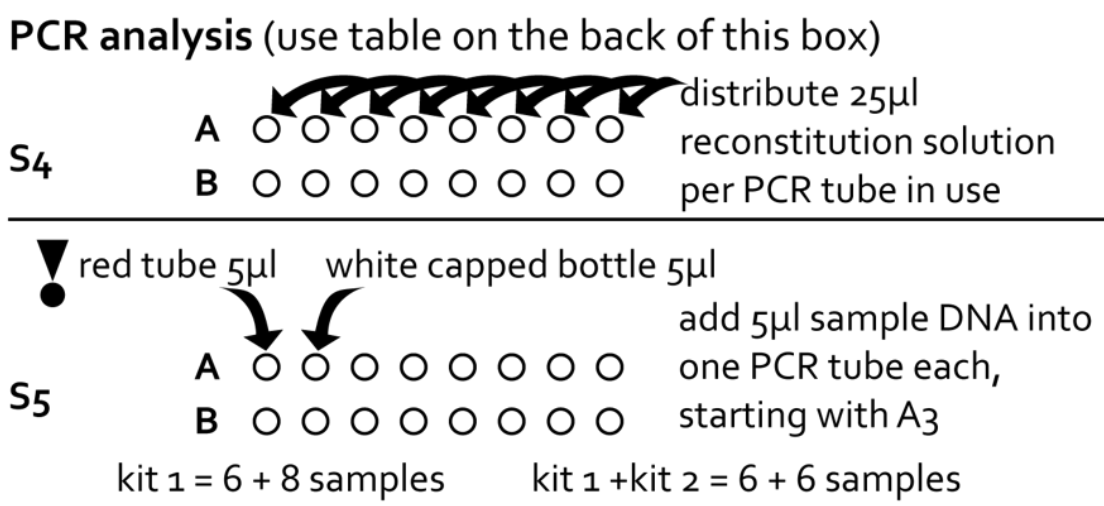 PCR analysis (use table on the back of this box)
S4
A
B
distribute 25µl
reconstitution solution
per PCR tube in use
red tube 5µl white capped bottle 5µl
S5
A
B
add 5µl sample DNA into
one PCR tube each,
starting with A3
kit 1 = 6 + 8 samples kit 1 +kit 2 = 6 + 6 samples